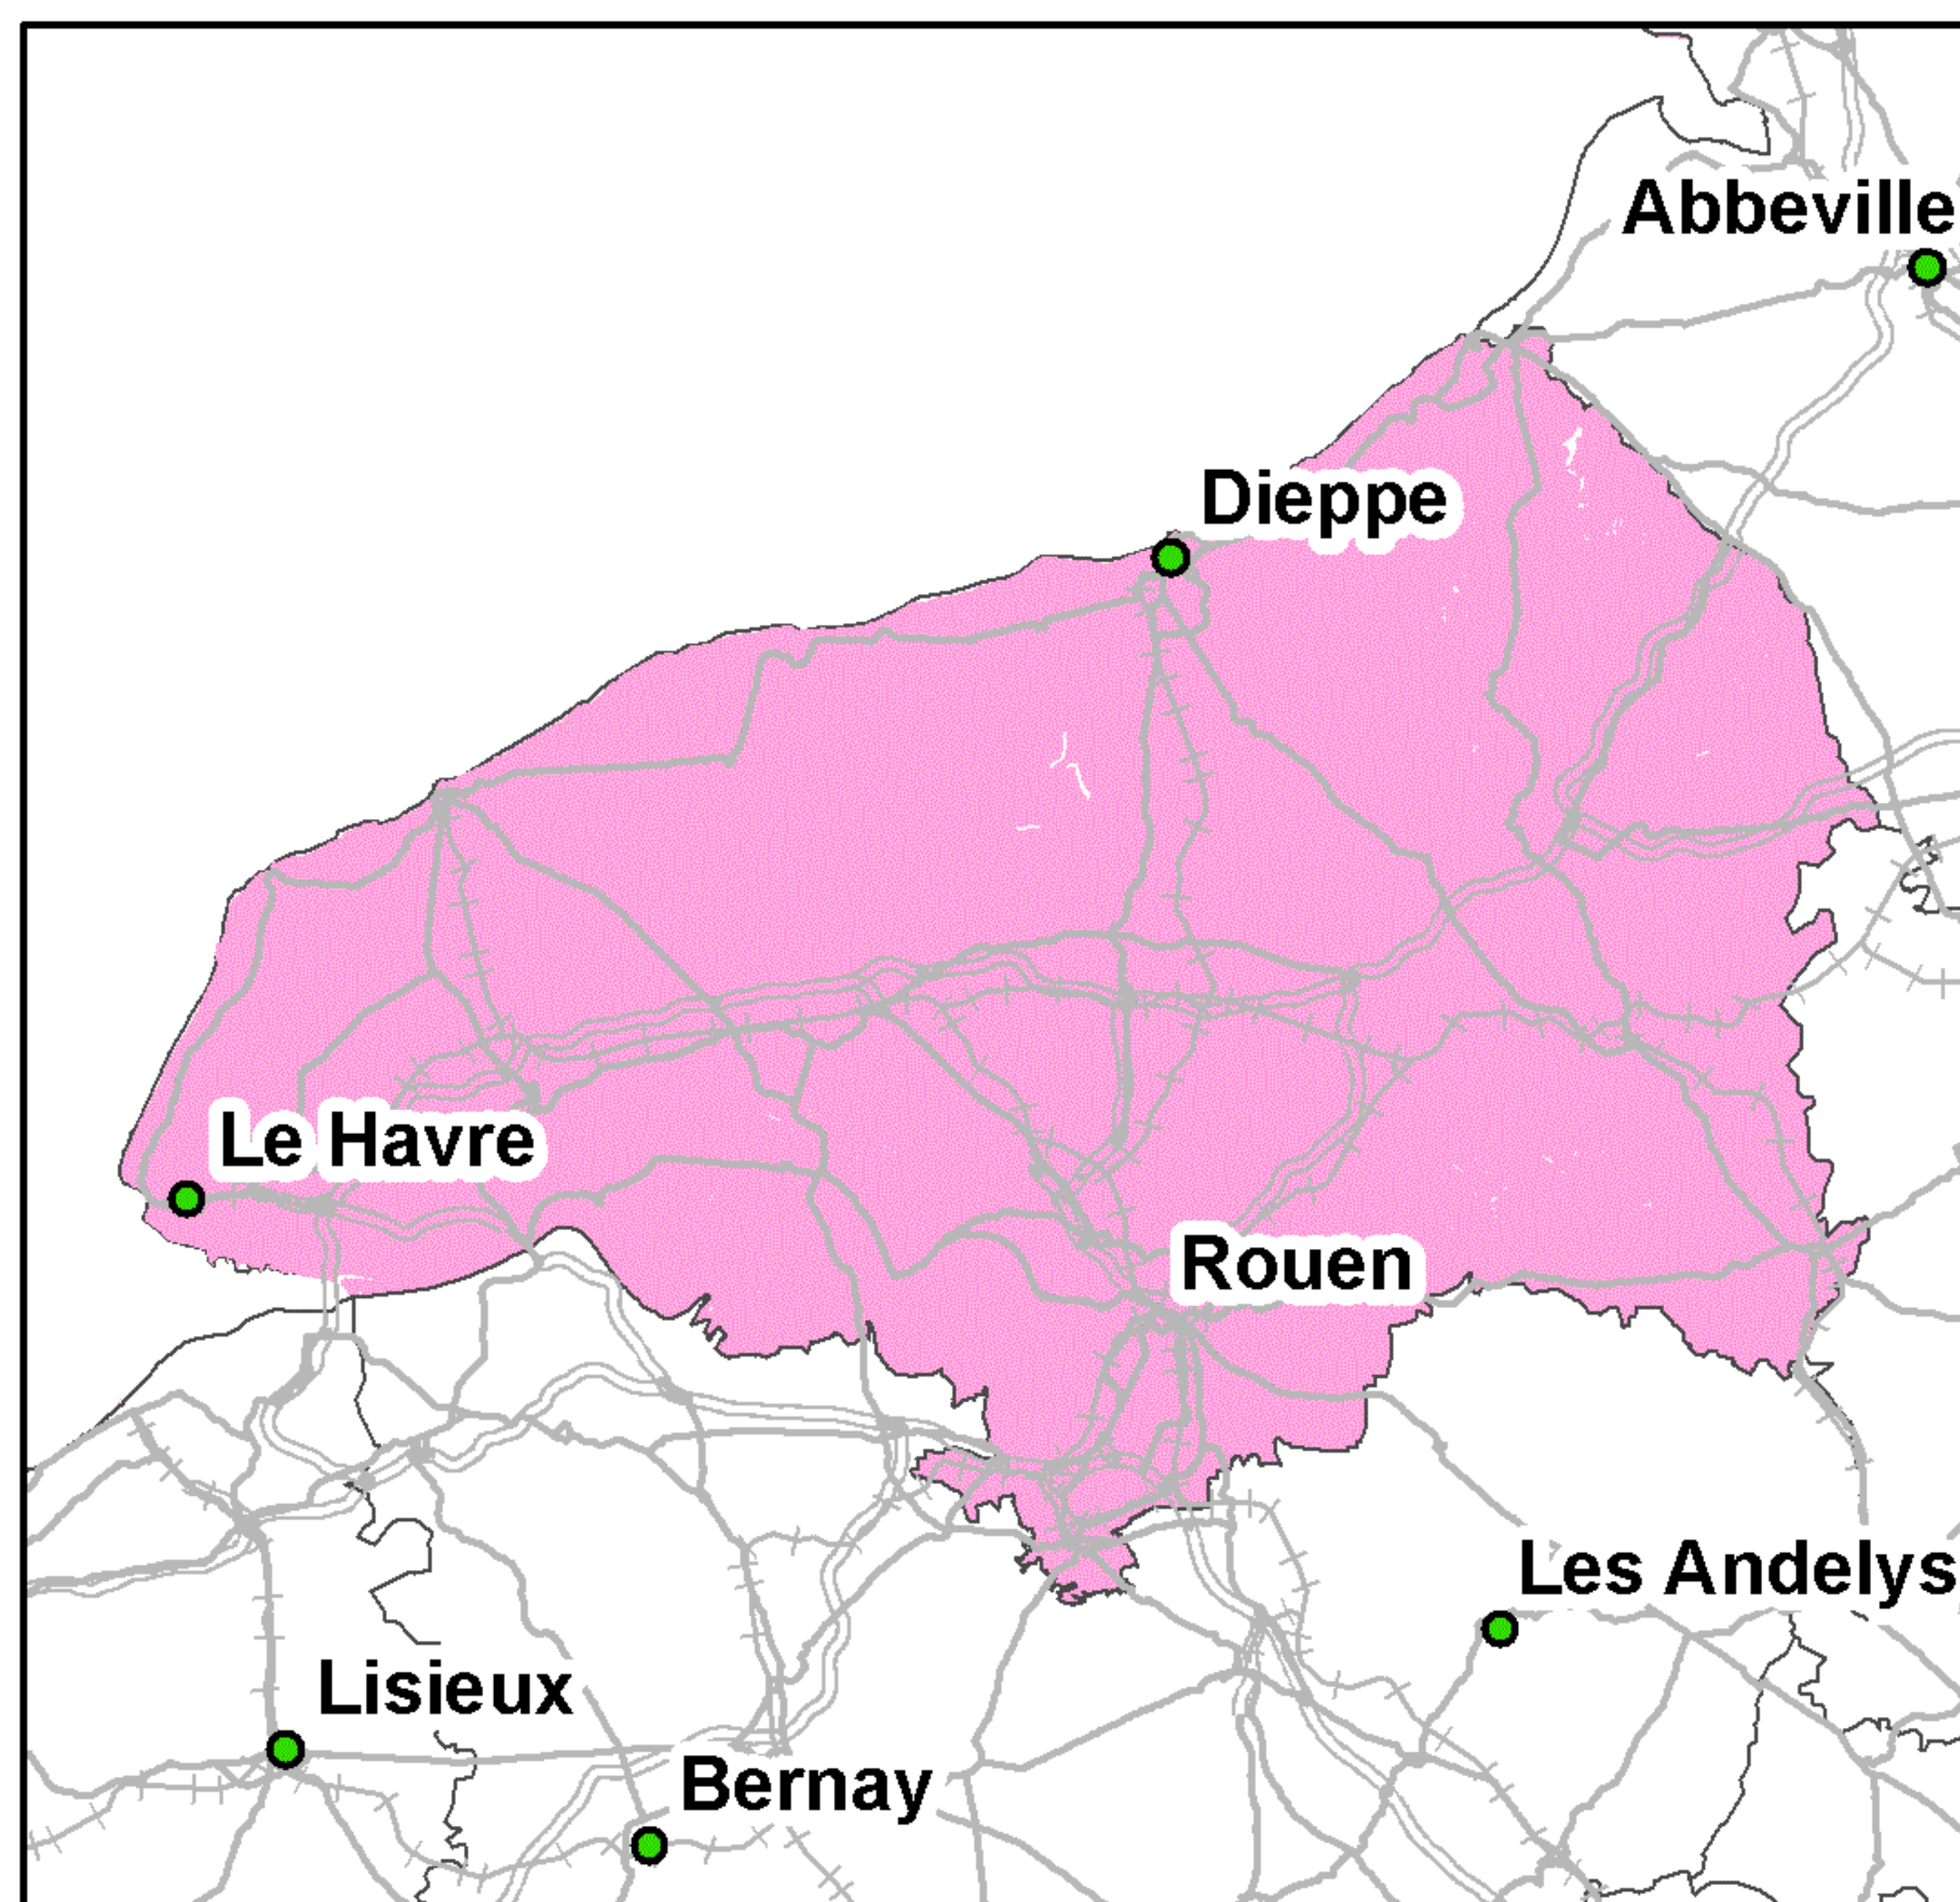 Abbeville
Dieppe
Le Havre
Rouen
Les Andelys
Lisieux
Bernay